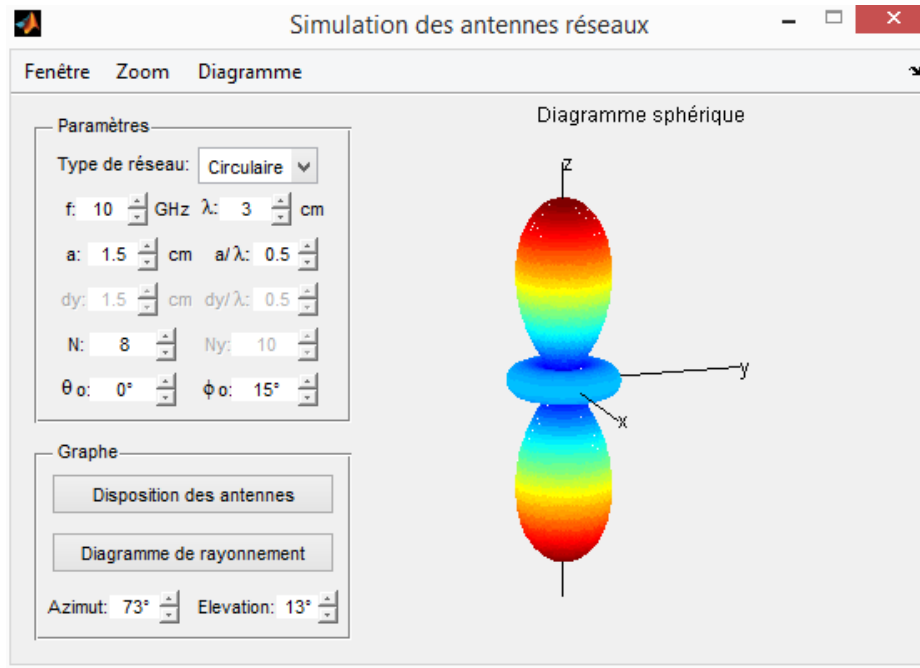 Simulation des antennes réseaux
Fenêtre Zoom Diagramme
Paramètres
Type de réseau: Circulaire
f: 10 GHz λ: 3 cm
a: 1.5 cm a/λ: 0.5
dy: 1.5 cm dy/λ: 0.5
N: 8 Ny: 10
θo: 0° ϕo: 15°
Graphe
Disposition des antennes
Diagramme de rayonnement
Azimut: 73° Elevation: 13°
Diagramme sphérique
z
y
x